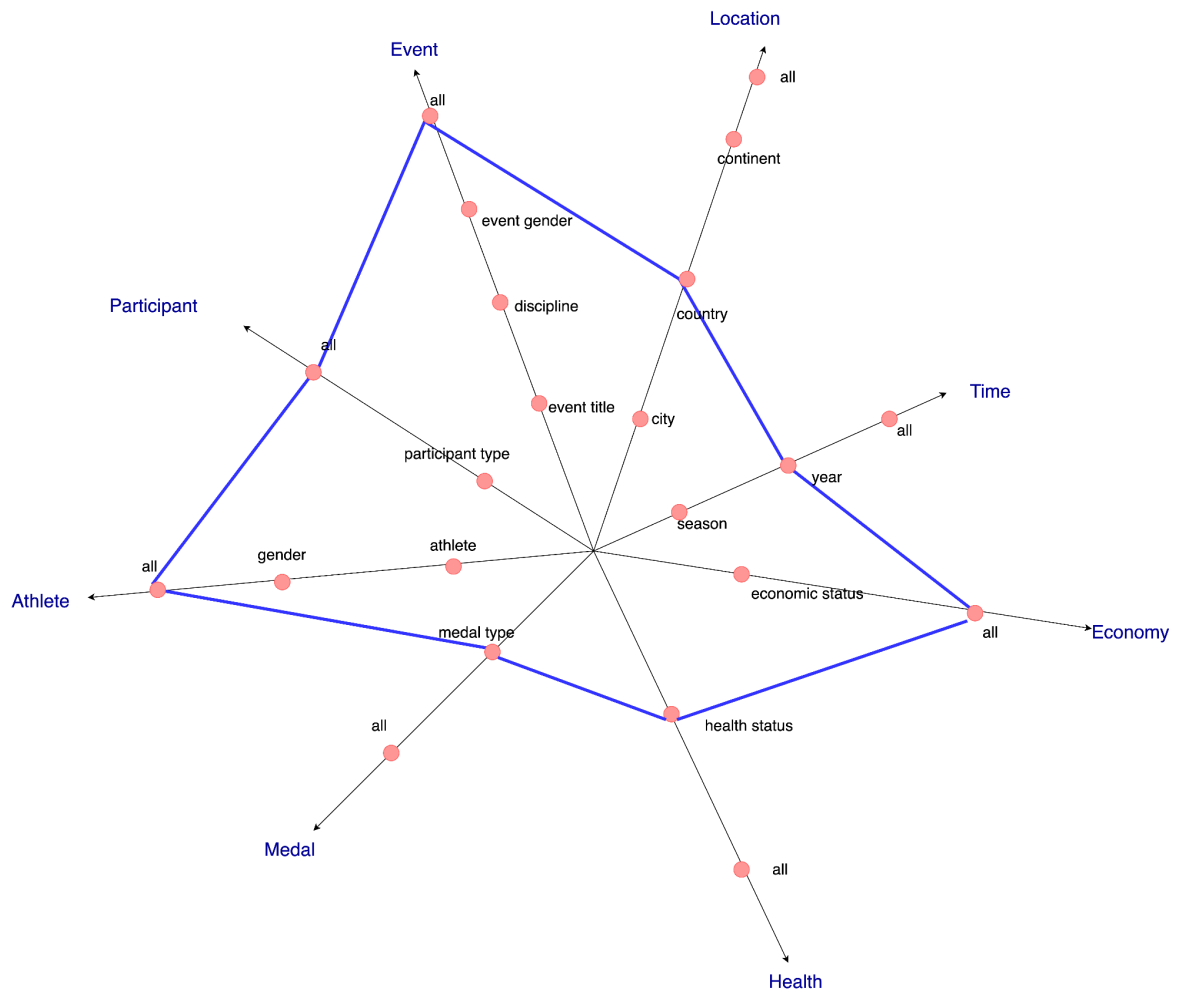 Location
Event
all
all
continent
event gender
Participant
discipline
country
all
Time
event title
city
all
participant type
year
season
athlete
gender
all
economic status
Athlete
medal type
all
Economy
all
health status
Medal
all
Health